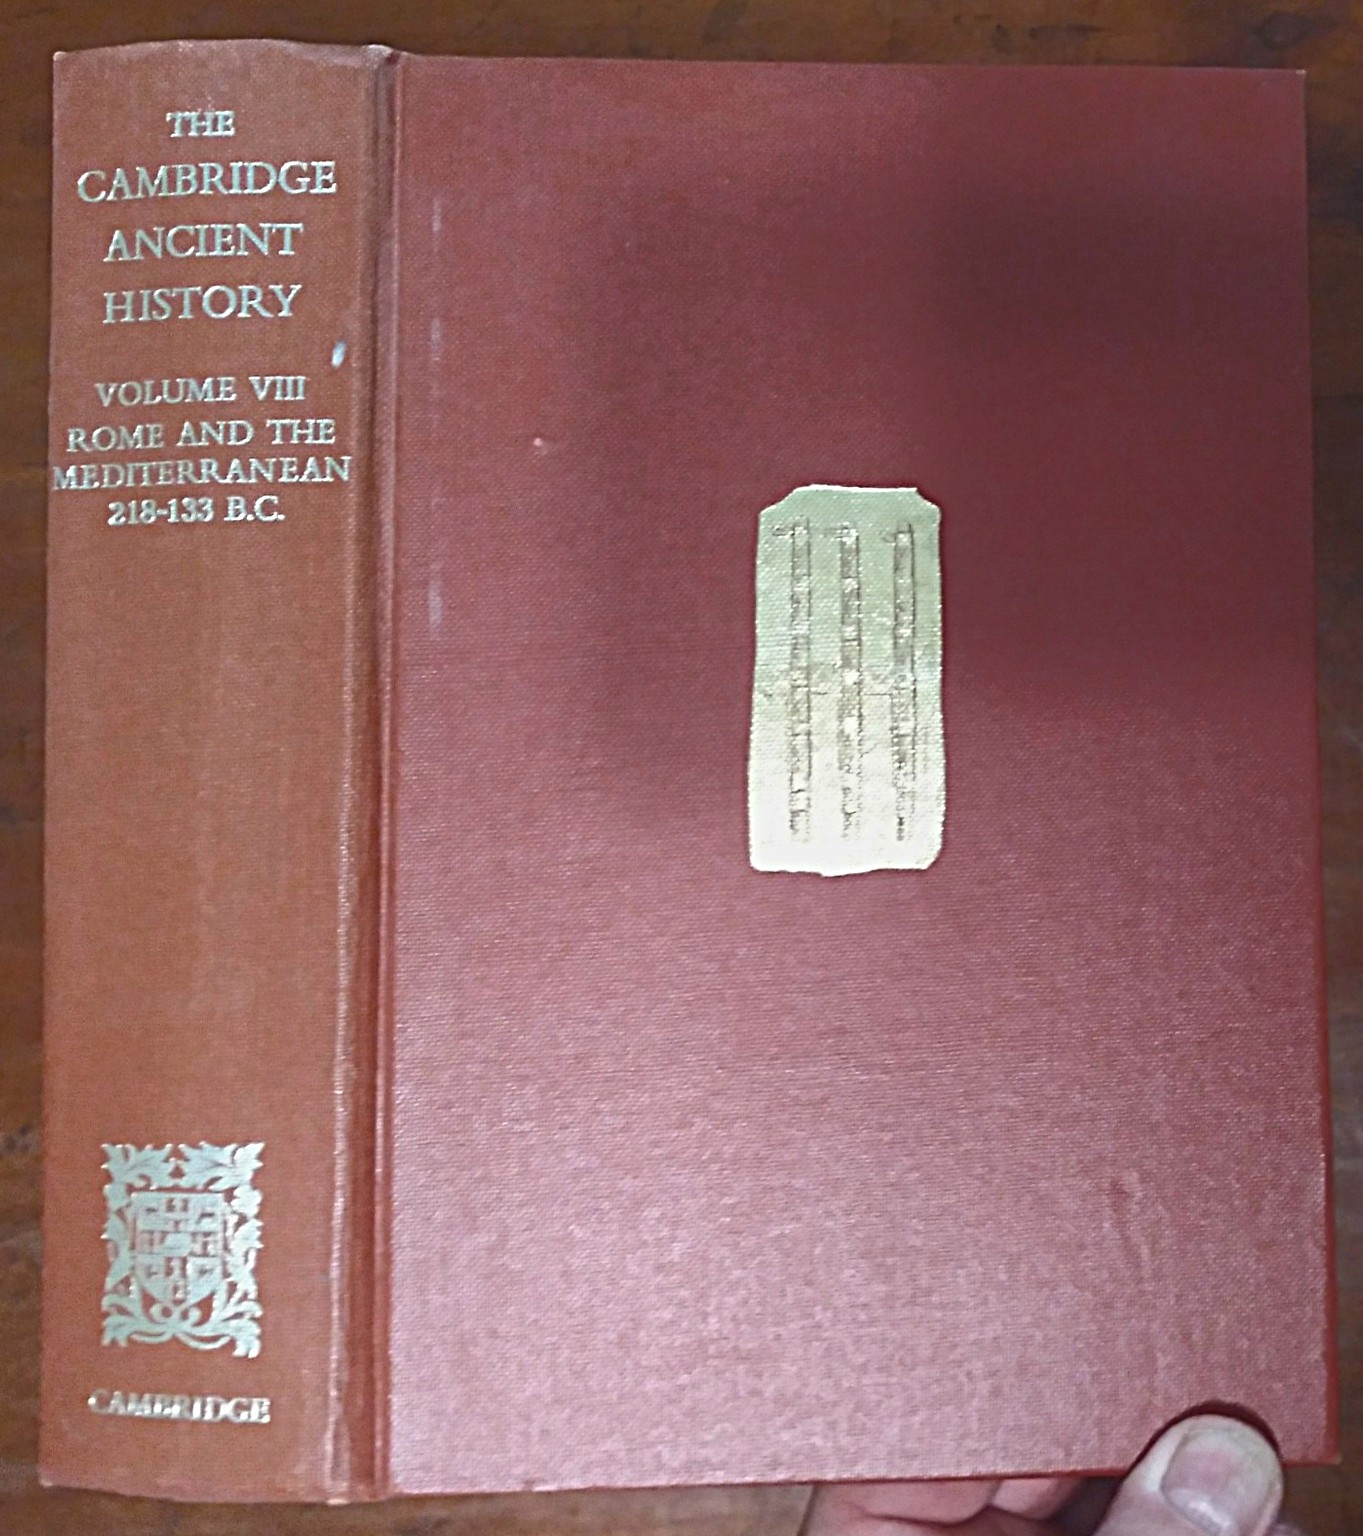 THE
CAMBRIDGE
ANCIENT
HISTORY
VOLUME VIII
ROME AND THE
MEDITERRANEAN
218-133 B.C.
CAMBRIDGE